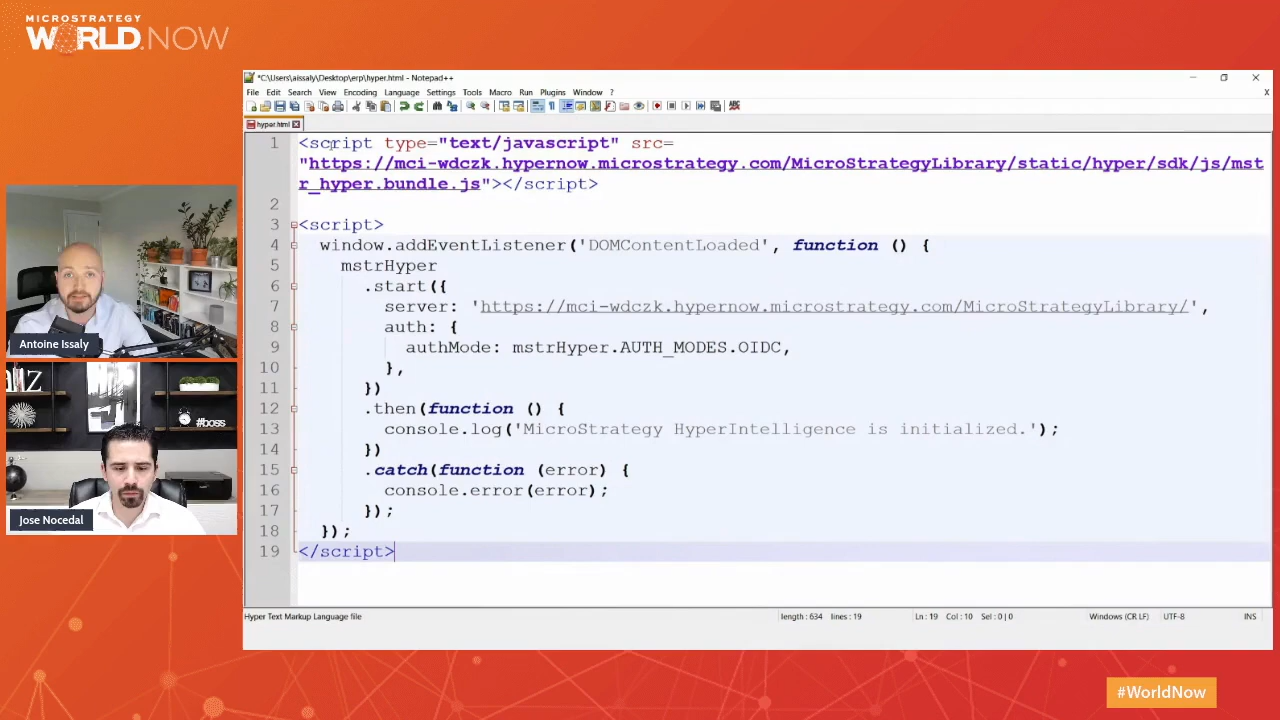 MICROSTRATEGY
WORLD.NOW
*C:\Users\aissaly\Desktop\erp\hyper.html - Notepad++
File Edit Search View Encoding Language Settings Tools Macro Run Plugins Window ?
X
hyper.html
1 <script type="text/javascript" src=
"https://mci-wdczk.hypernow.microstrategy.com/MicroStrategyLibrary/static/hyper/sdk/js/mst
r_hyper.bundle.js"></script>
2
3 <script>
4 window.addEventListener('DOMContentLoaded', function () {
5 mstrHyper
6 .start({
7 server: 'https://mci-wdczk.hypernow.microstrategy.com/MicroStrategyLibrary/',
8 auth: {
9 authMode: mstrHyper.AUTH_MODES.OIDC,
10 },
11 })
12 .then(function () {
13 console.log('MicroStrategy HyperIntelligence is initialized.');
14 })
15 .catch(function (error) {
16 console.error(error);
17 });
18 });
19 </script>
Hyper Text Markup Language file
length : 634 lines : 19
Ln : 19 Col : 10 Sel : 0 | 0
Windows (CR LF)
UTF-8
INS
Antoine Issaly
#boss
Jose Nocedal
#WorldNow